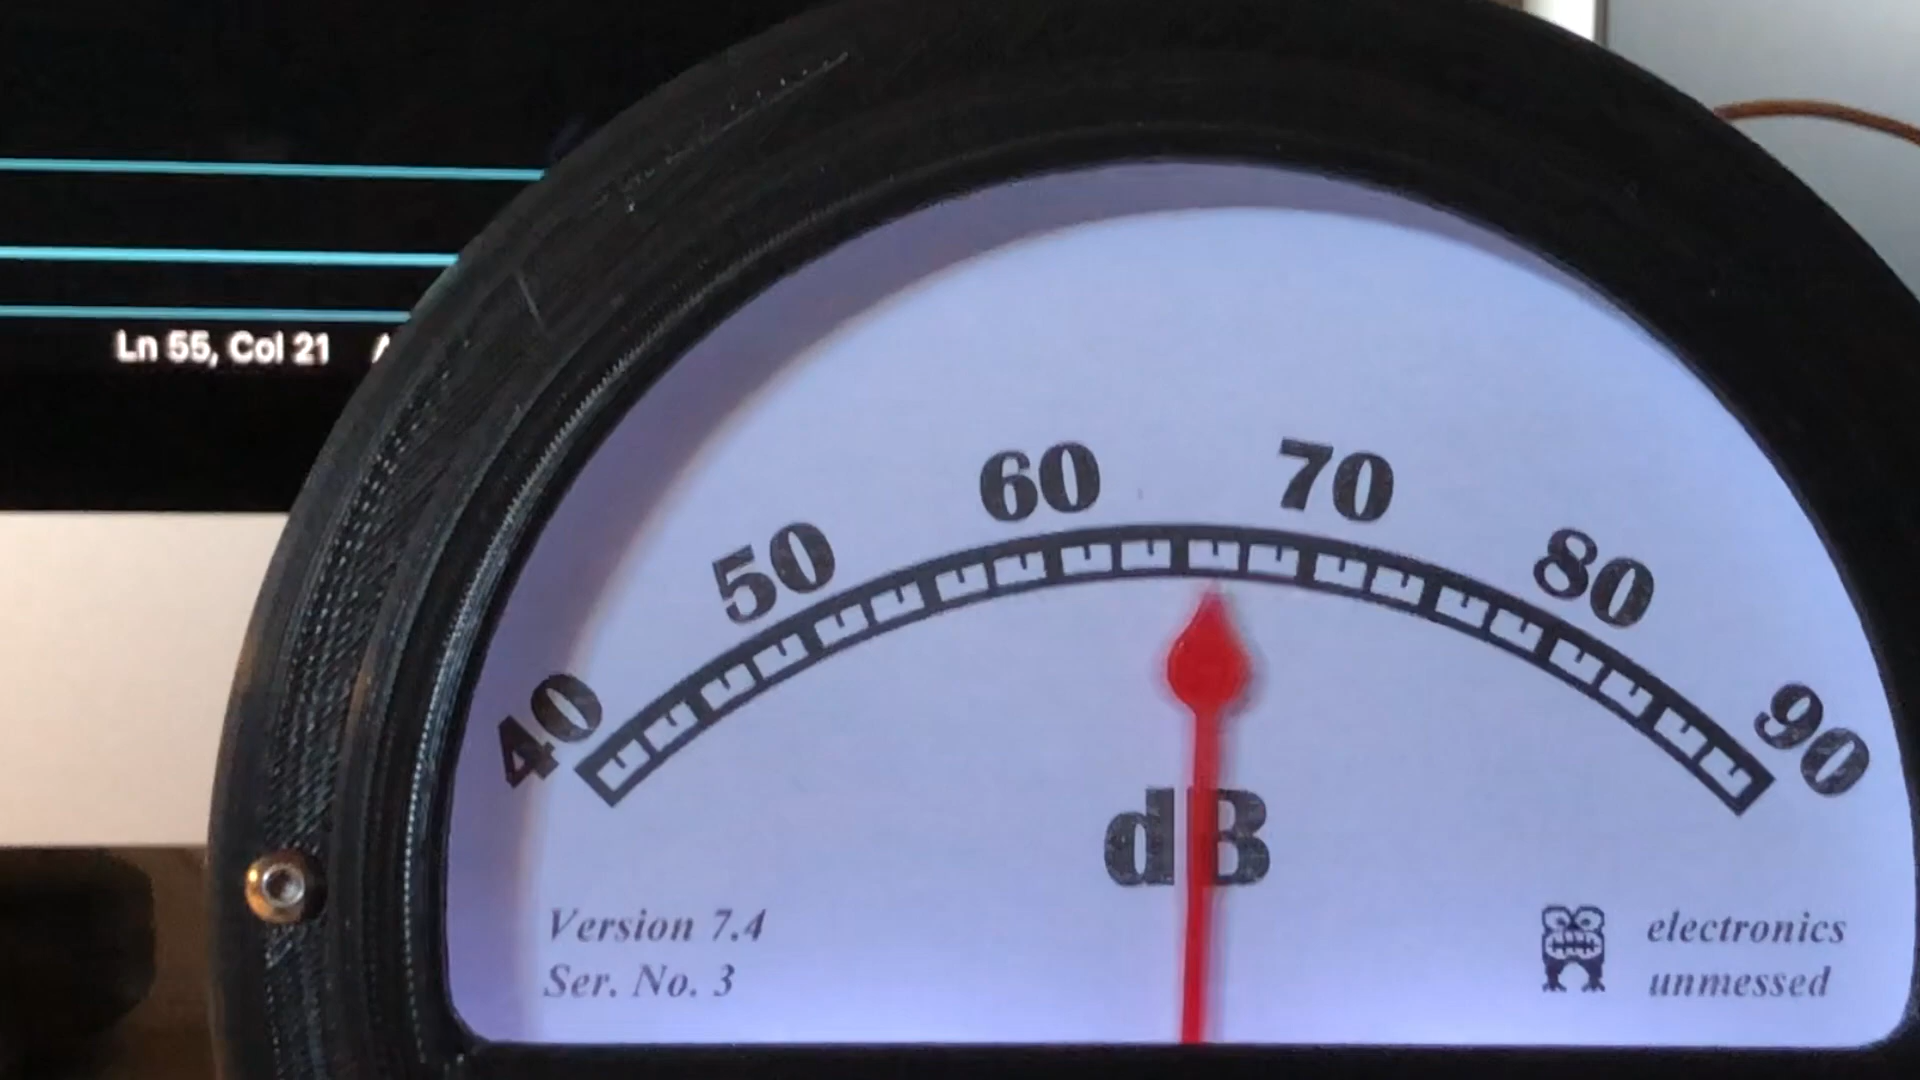 Ln 55, Col 21
40 50 60 70 80 90
dB
Version 7.4
Ser. No. 3
electronics
unmessed